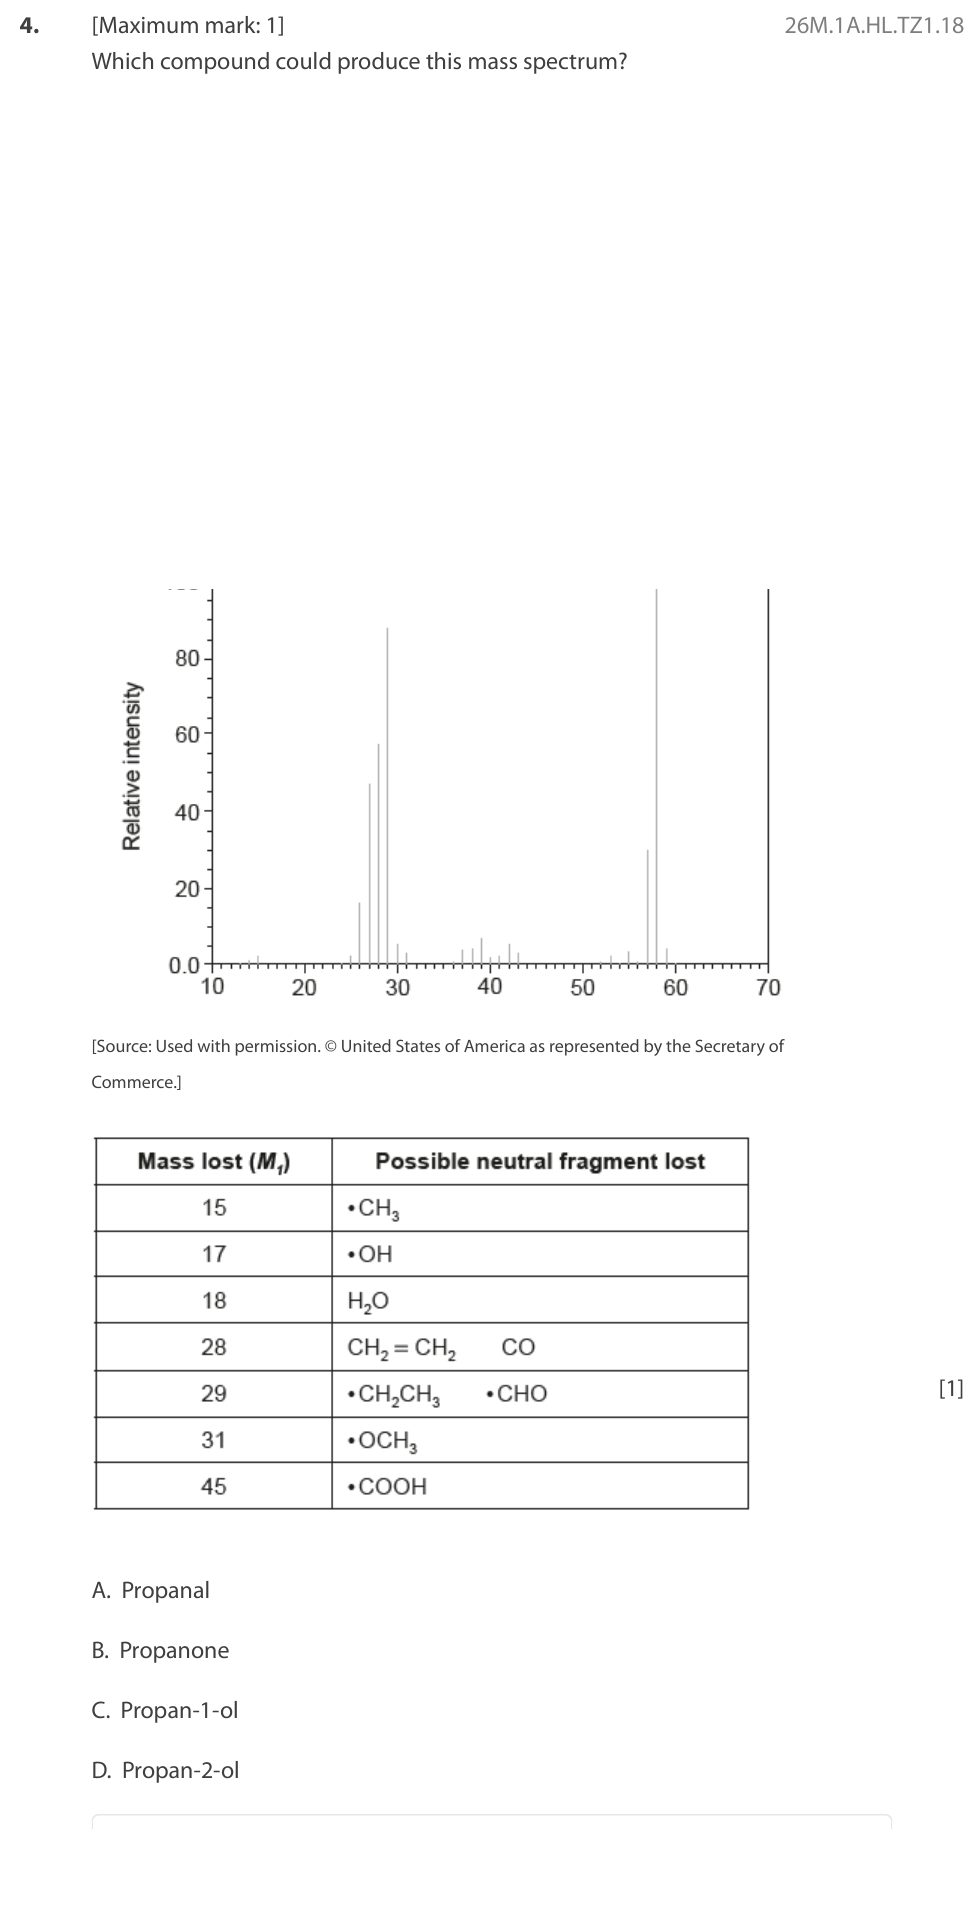 4. [Maximum mark: 1] 26M.1A.HL.TZ1.18
Which compound could produce this mass spectrum?
80
60
40
20
0.0
Relative intensity
10 20 30 40 50 60 70
[Source: Used with permission. © United States of America as represented by the Secretary of
Commerce.]
Mass lost (M₁) Possible neutral fragment lost
15 •CH₃
17 •OH
18 H₂O
28 CH₂ = CH₂ CO
29 •CH₂CH₃ •CHO
[1]
31 •OCH₃
45 •COOH
A. Propanal
B. Propanone
C. Propan-1-ol
D. Propan-2-ol